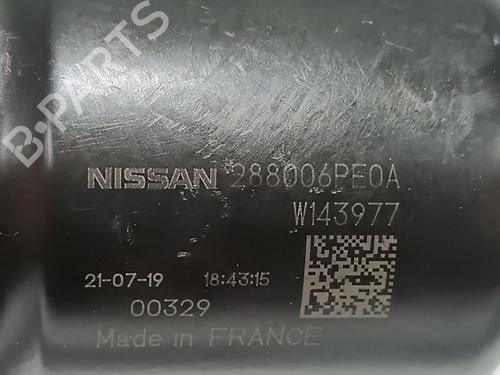 B-PARTS
NISSAN 288006PE0A
W143977
21-07-19 18:43:15
00329
Made in FRANCE